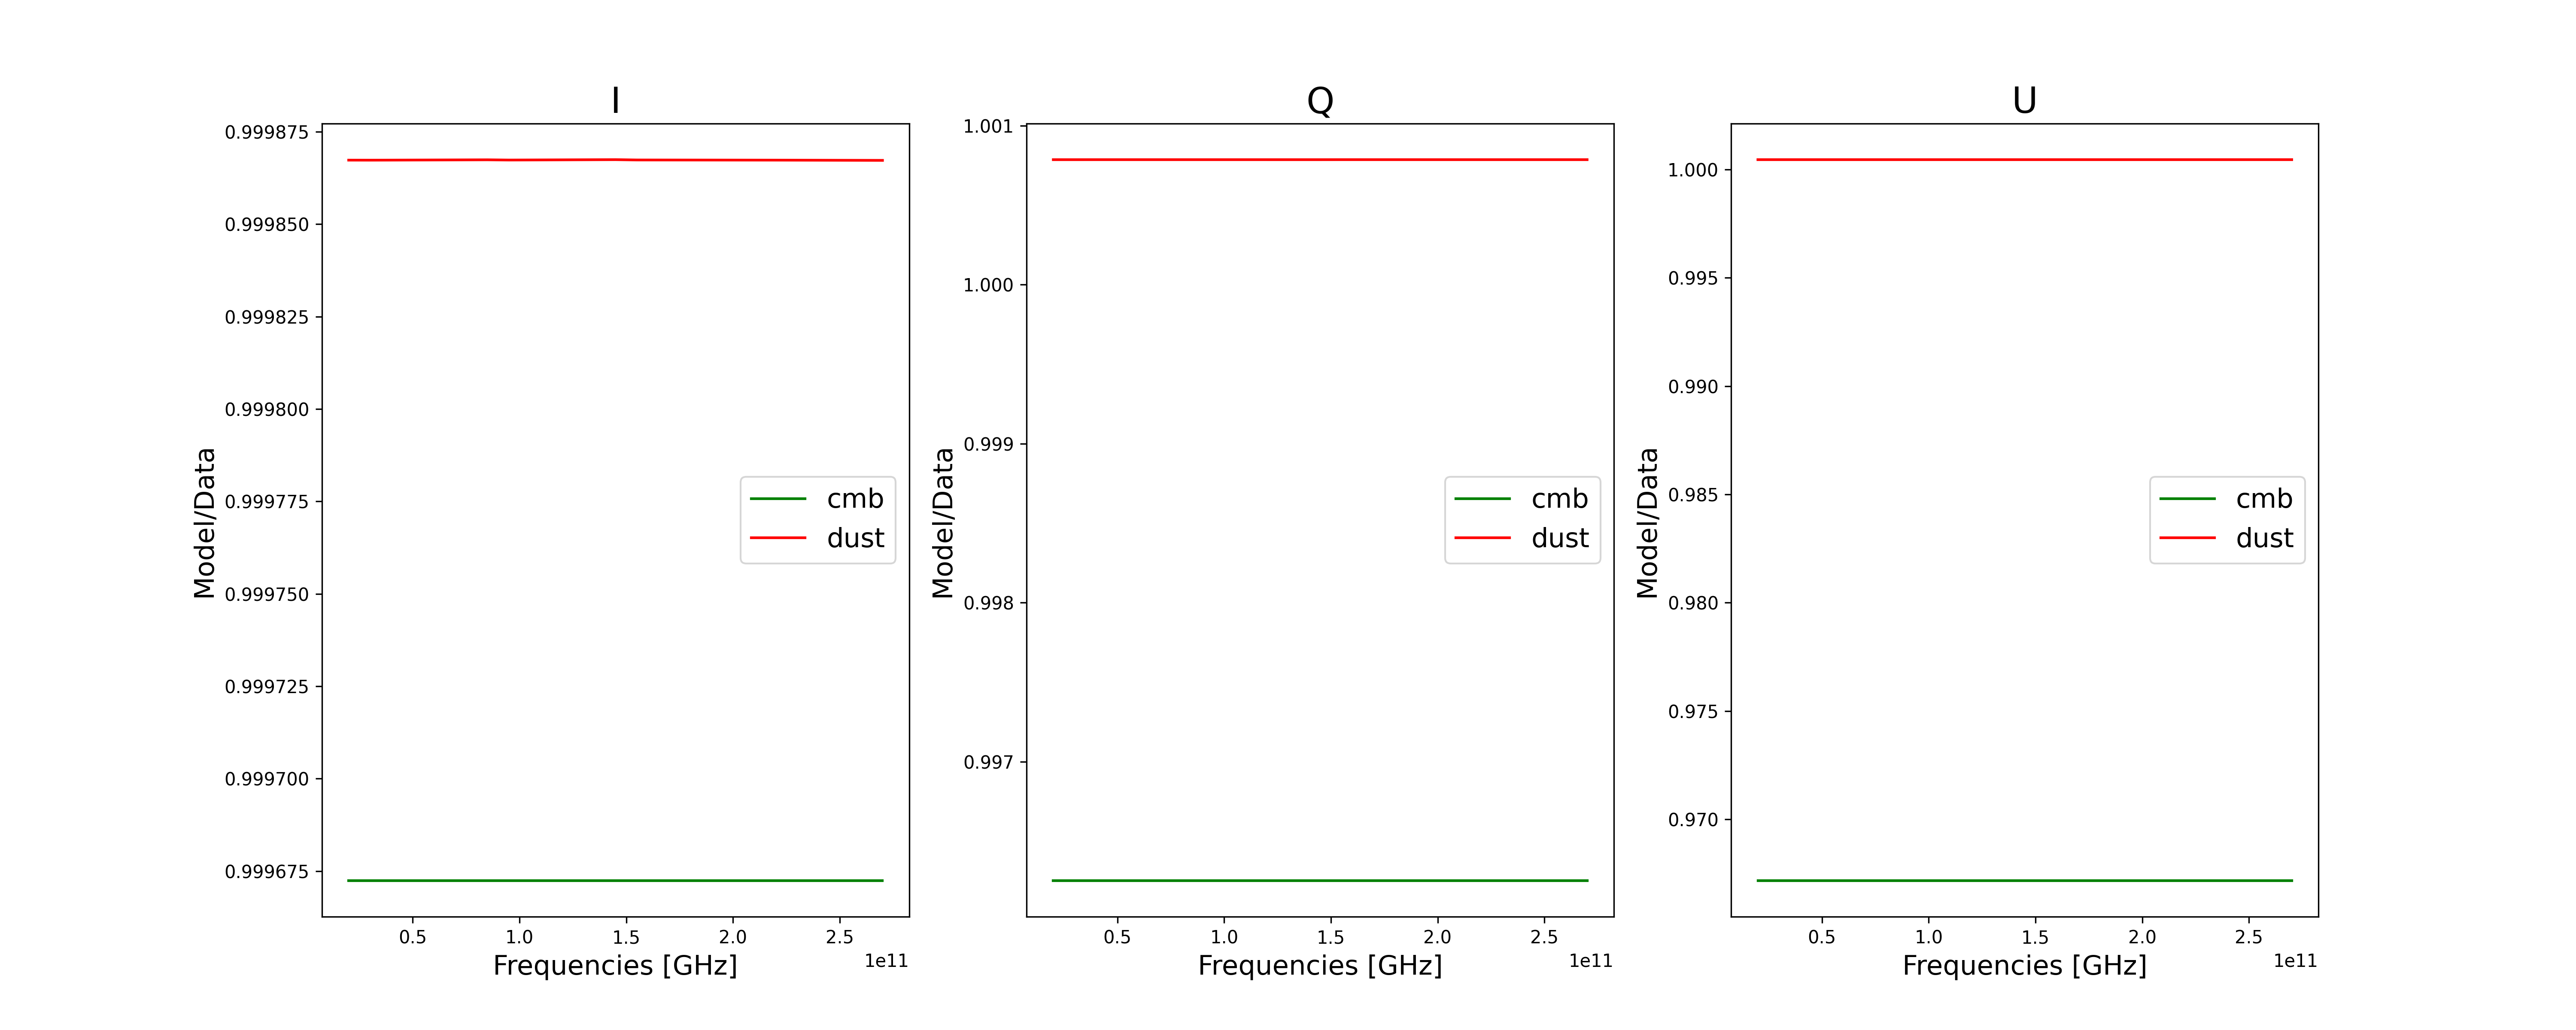 I
Model/Data
0.999875
0.999850
0.999825
0.999800
0.999775
0.999750
0.999725
0.999700
0.999675
cmb
dust
0.5 1.0 1.5 2.0 2.5
1e11
Frequencies [GHz]
Q
Model/Data
1.001
1.000
0.999
0.998
0.997
cmb
dust
0.5 1.0 1.5 2.0 2.5
1e11
Frequencies [GHz]
U
Model/Data
1.000
0.995
0.990
0.985
0.980
0.975
0.970
cmb
dust
0.5 1.0 1.5 2.0 2.5
1e11
Frequencies [GHz]